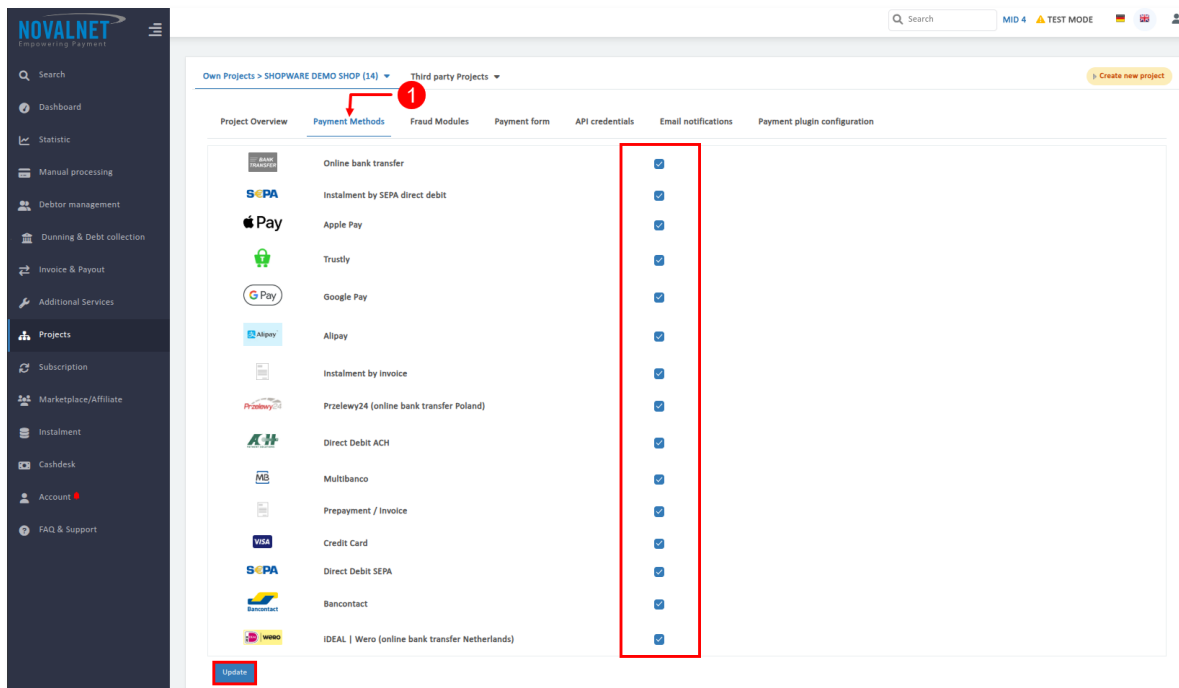 NOVALNET
Empowering Payment
Search
MID 4
TEST MODE
Search
Dashboard
Statistic
Manual processing
Debtor management
Dunning & Debt collection
Invoice & Payout
Additional Services
Projects
Subscription
Marketplace/Affiliate
Instalment
Cashdesk
Account
FAQ & Support
Own Projects > SHOPWARE DEMO SHOP (14)
Third party Projects
Create new project
1
Project Overview
Payment Methods
Fraud Modules
Payment form
API credentials
Email notifications
Payment plugin configuration
BANK
TRANSFER
Online bank transfer
SEPA
Instalment by SEPA direct debit
Pay
Apple Pay
T
Trustly
G Pay
Google Pay
Alipay
Alipay
Instalment by invoice
Przelewy24
Przelewy24 (online bank transfer Poland)
ACH
Direct Debit ACH
MB
Multibanco
Prepayment / Invoice
VISA
Credit Card
SEPA
Direct Debit SEPA
Bancontact
Bancontact
wero
iDEAL | Wero (online bank transfer Netherlands)
Update